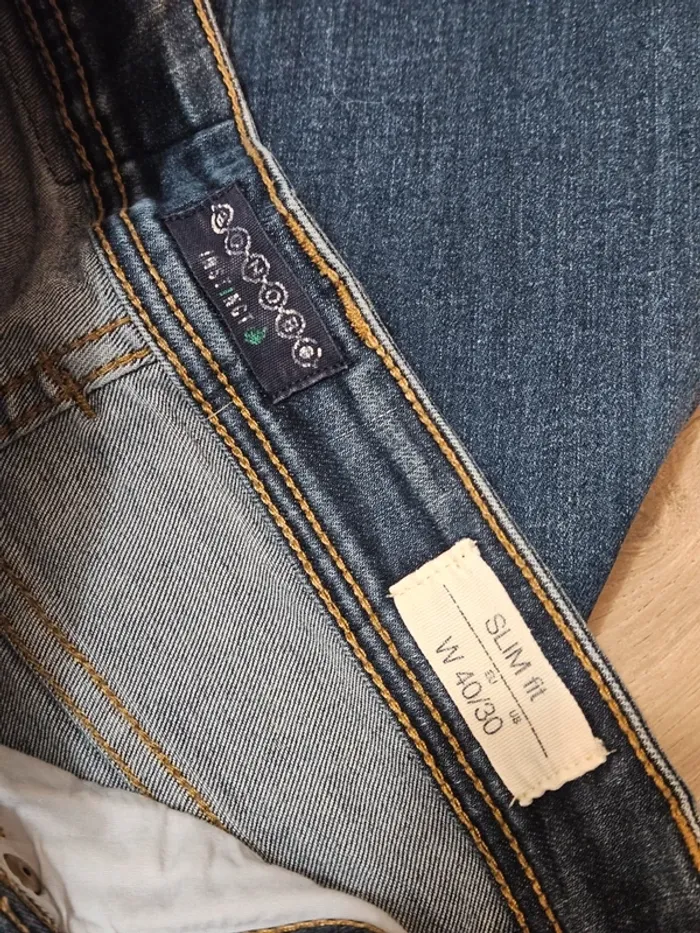 INSTINCT
SLIM fit
EU US
W 40/30